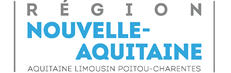 RÉGION
NOUVELLE-
AQUITAINE
AQUITAINE LIMOUSIN POITOU-CHARENTES